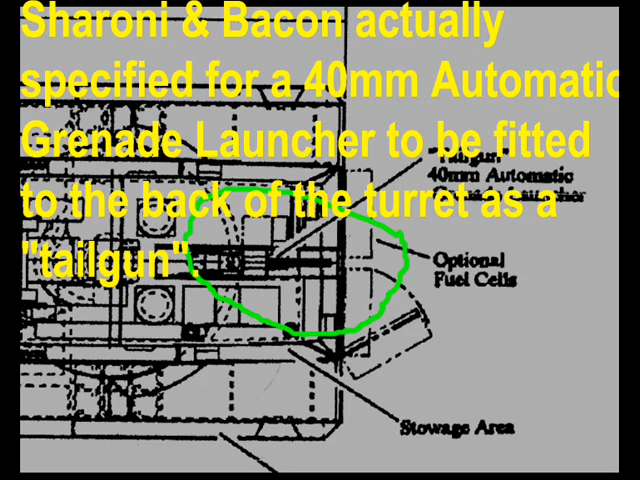 Sharoni & Bacon actually
specified for a 40mm Automatic
Grenade Launcher to be fitted
to the back of the turret as a
"tailgun".
"Tailgun"
40mm Automatic
Optional
Fuel Cells
Stowage Area